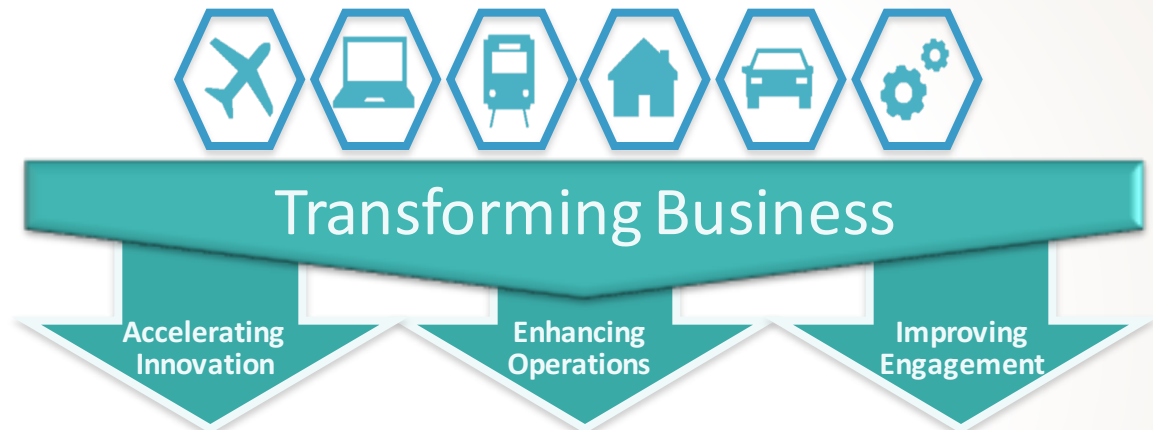 Transforming Business
Accelerating
Innovation
Enhancing
Operations
Improving
Engagement